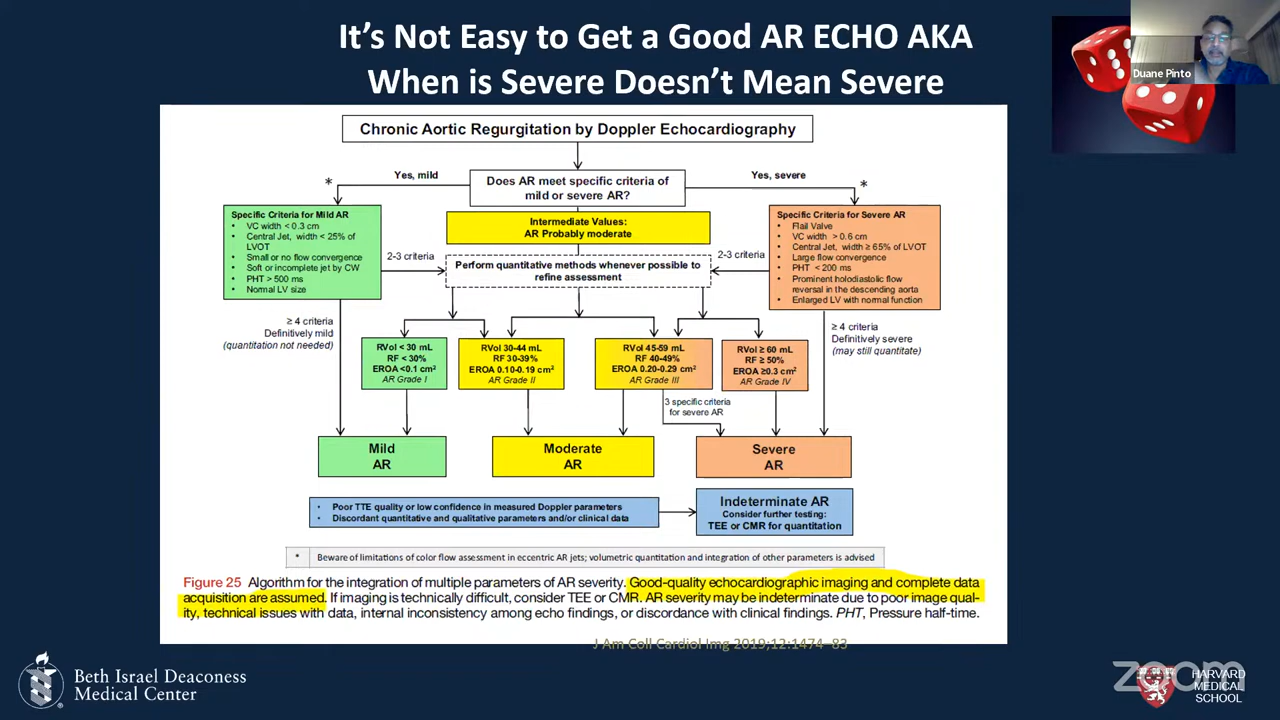 It's Not Easy to Get a Good AR ECHO AKA
When is Severe Doesn't Mean Severe
Duane Pinto
Chronic Aortic Regurgitation by Doppler Echocardiography
Does AR meet specific criteria of
mild or severe AR?
Yes, mild
*
Yes, severe
*
Specific Criteria for Mild AR
• VC width < 0.3 cm
• Central Jet, width < 25% of
LVOT
• Small or no flow convergence
• Soft or incomplete jet by CW
• PHT > 500 ms
• Normal LV size
Intermediate Values:
AR Probably moderate
Specific Criteria for Severe AR
• Flail Valve
• VC width > 0.6 cm
• Central Jet, width ≥ 65% of LVOT
• Large flow convergence
• PHT < 200 ms
• Prominent holodiastolic flow
reversal in the descending aorta
• Enlarged LV with normal function
2-3 criteria
Perform quantitative methods whenever possible to
refine assessment
2-3 criteria
≥ 4 criteria
Definitively mild
(quantitation not needed)
≥ 4 criteria
Definitively severe
(may still quantitate)
RVol < 30 mL
RF < 30%
EROA <0.1 cm²
AR Grade I
RVol 30-44 mL
RF 30-39%
EROA 0.10-0.19 cm²
AR Grade II
RVol 45-59 mL
RF 40-49%
EROA 0.20-0.29 cm²
AR Grade III
RVol ≥ 60 mL
RF ≥ 50%
EROA ≥0.3 cm²
AR Grade IV
3 specific criteria
for severe AR
Mild
AR
Moderate
AR
Severe
AR
• Poor TTE quality or low confidence in measured Doppler parameters
• Discordant quantitative and qualitative parameters and/or clinical data
Indeterminate AR
Consider further testing:
TEE or CMR for quantitation
* Beware of limitations of color flow assessment in eccentric AR jets; volumetric quantitation and integration of other parameters is advised
Figure 25 Algorithm for the integration of multiple parameters of AR severity. Good-quality echocardiographic imaging and complete data
acquisition are assumed. If imaging is technically difficult, consider TEE or CMR. AR severity may be indeterminate due to poor image qual-
ity, technical issues with data, internal inconsistency among echo findings, or discordance with clinical findings. PHT, Pressure half-time.
J Am Coll Cardiol Img 2019;12:1474–83
Beth Israel Deaconess
Medical Center
zoom
HARVARD
MEDICAL
SCHOOL